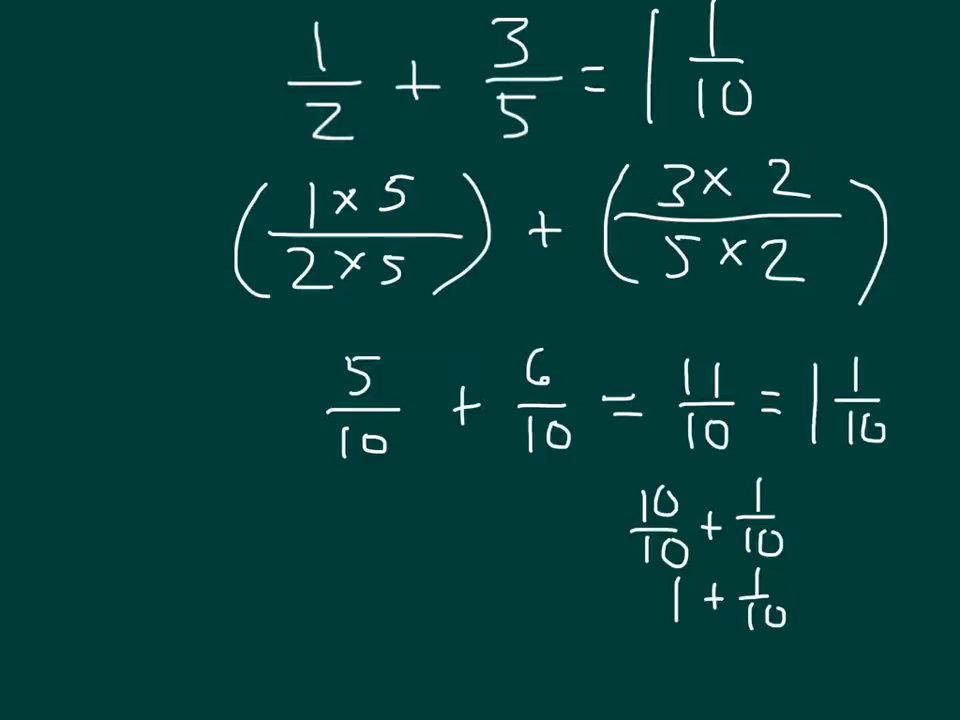 1/2 + 3/5 = 1 1/10
(1 × 5 / 2 × 5) + (3 × 2 / 5 × 2)
5/10 + 6/10 = 11/10 = 1 1/10
10/10 + 1/10
1 + 1/10